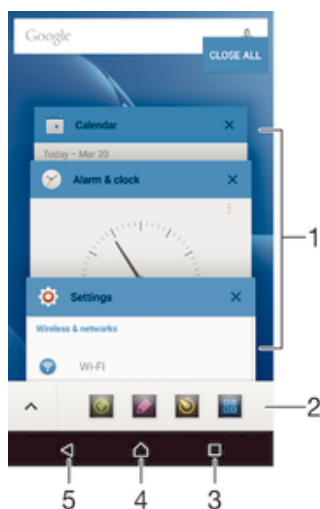 Google
CLOSE ALL
Calendar
Today - Mar 20
Alarm & clock
Settings
Wireless & networks
Wi-Fi
1
2
5
4
3